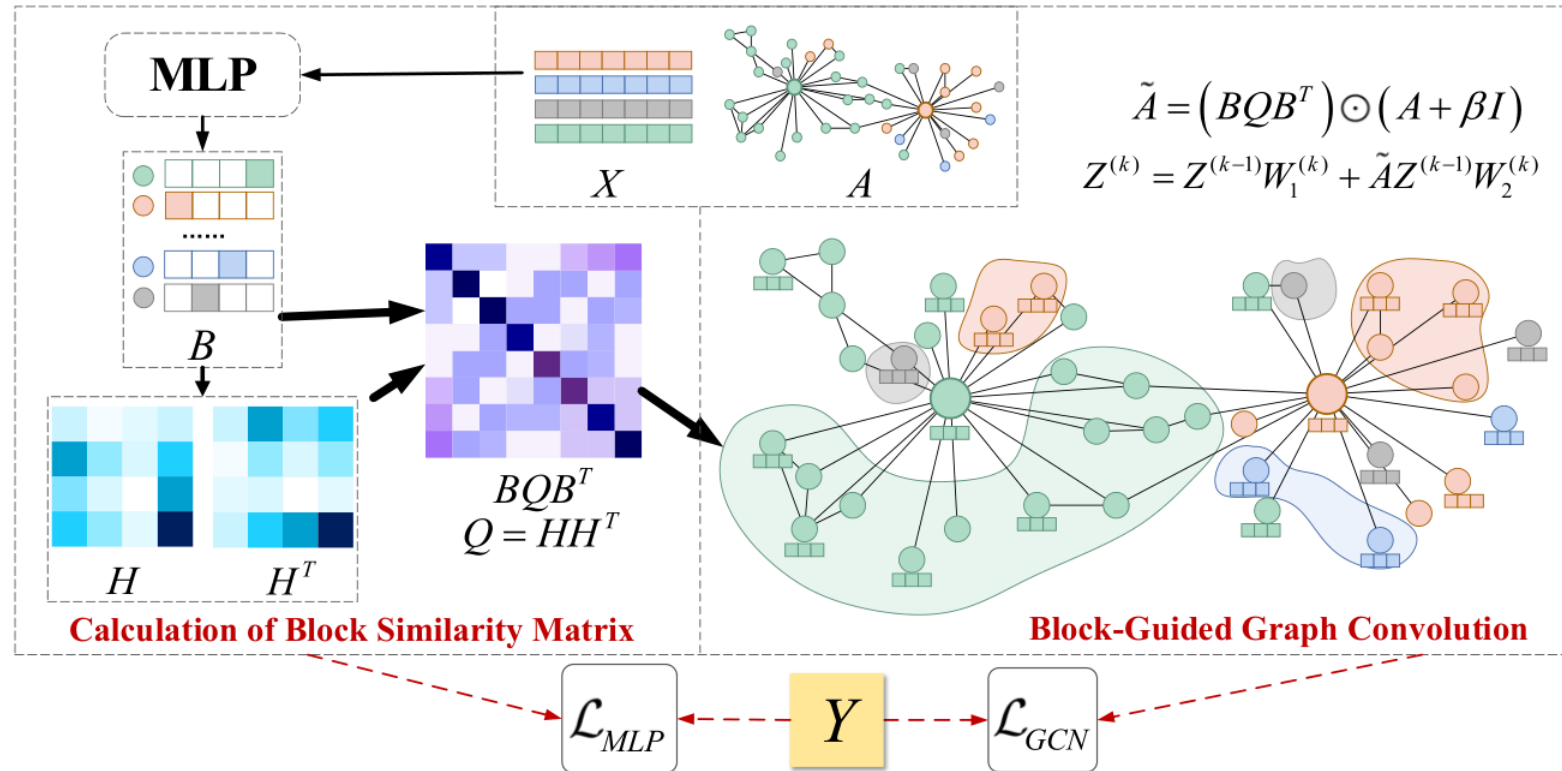 MLP
X
A
Ã = (BQB^T) ⊙ (A + βI)
Z^(k) = Z^(k-1) W_1^(k) + ÃZ^(k-1) W_2^(k)
......
B
BQB^T
Q = HH^T
H
H^T
Calculation of Block Similarity Matrix
Block-Guided Graph Convolution
ℒ_MLP
Y
ℒ_GCN